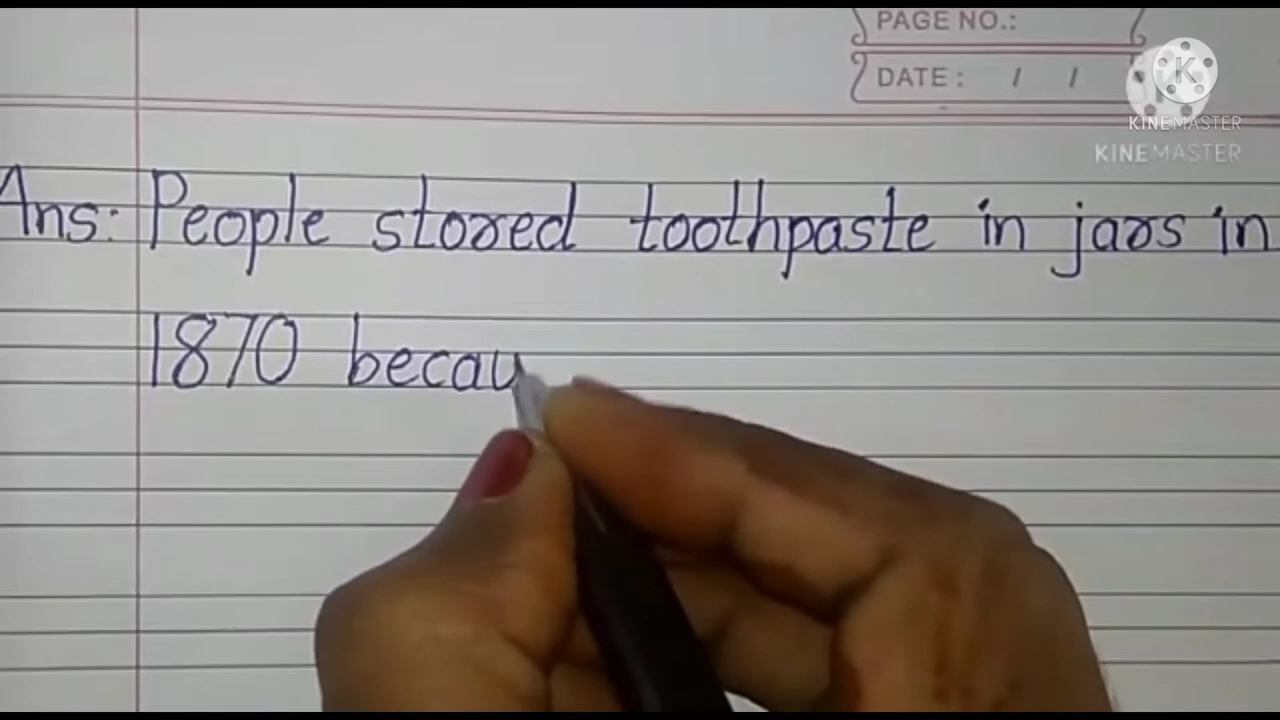 PAGE NO.:
DATE: / /
KINEMASTER
KINEMASTER
Ans: People stored toothpaste in jars in
1870 becau